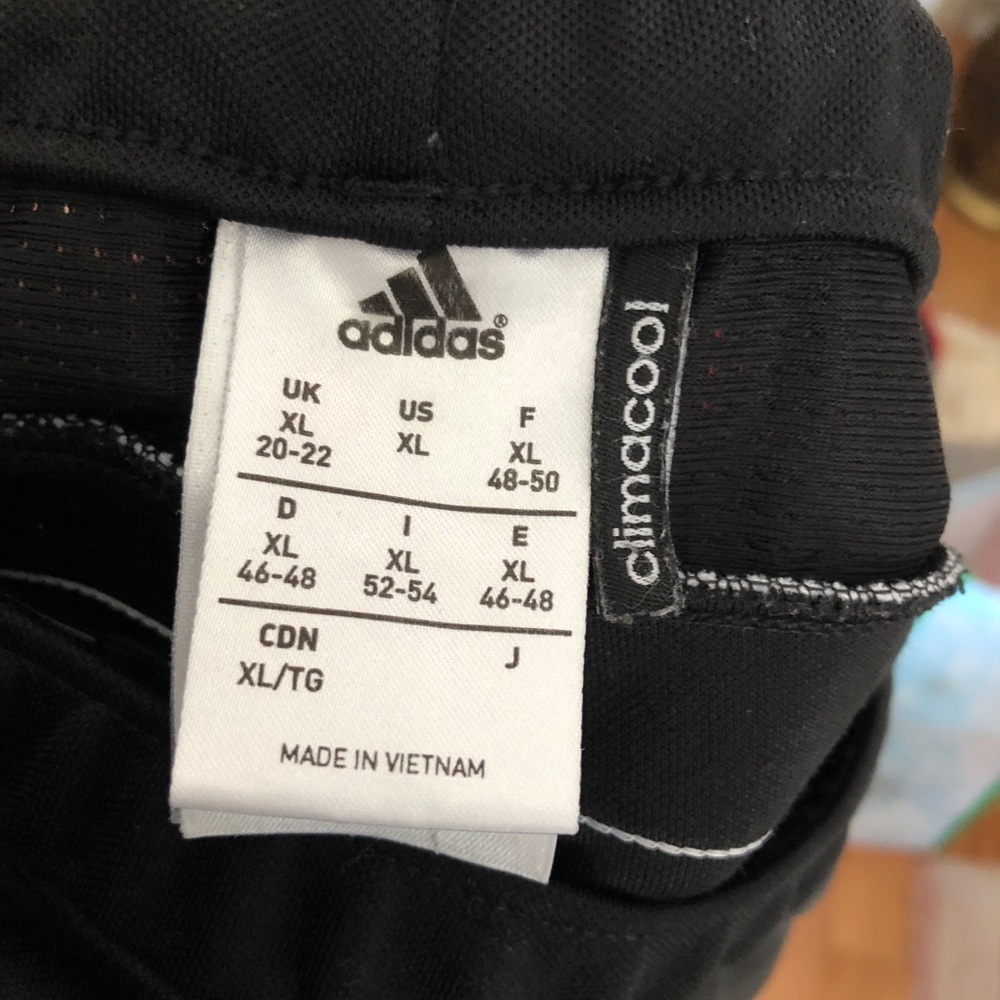 adidas®
UK US F
XL XL XL
20-22 48-50
D I E
XL XL XL
46-48 52-54 46-48
CDN J
XL/TG
MADE IN VIETNAM
climacool